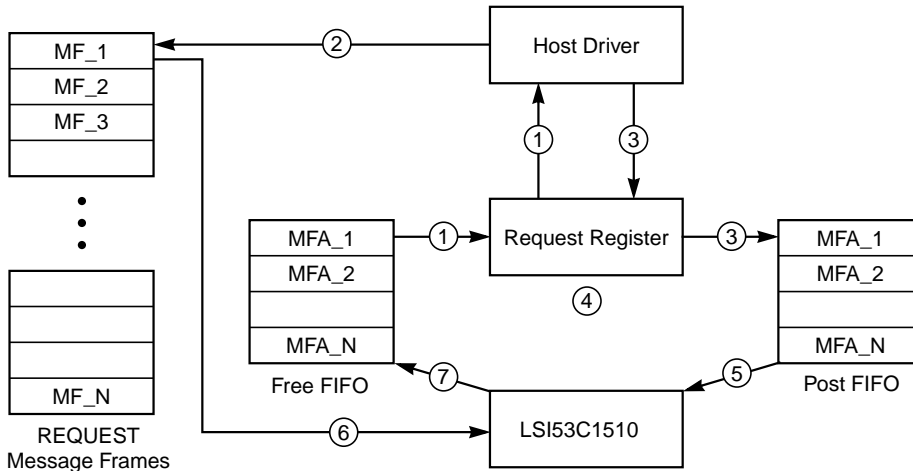 MF_1
MF_2
MF_3
MF_N
REQUEST
Message Frames
2
Host Driver
1
3
MFA_1
MFA_2
MFA_N
Free FIFO
1
Request Register
3
4
MFA_1
MFA_2
MFA_N
Post FIFO
7
5
LSI53C1510
6